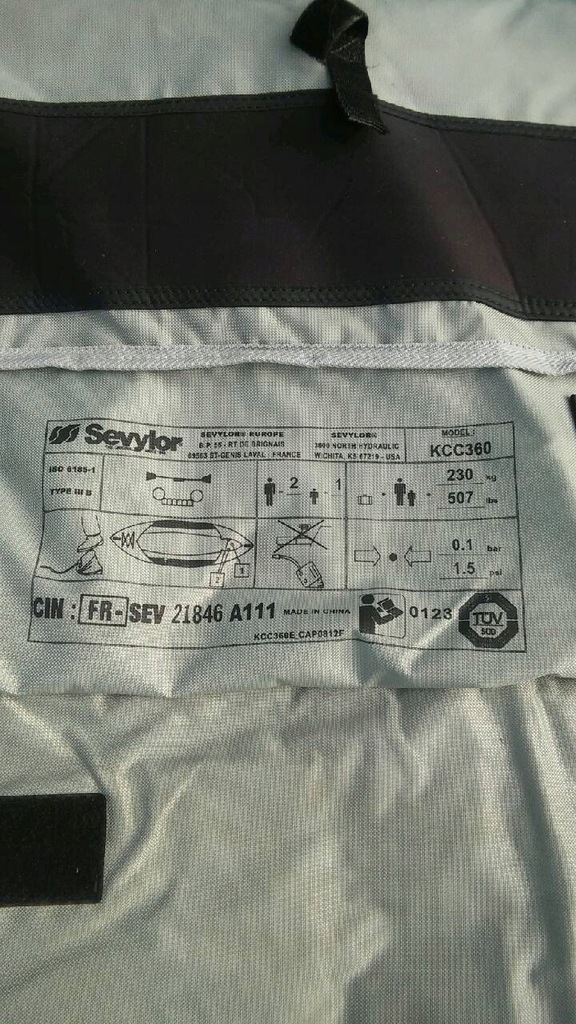 Sevylor
SEVYLOR® EUROPE
B.P. 55 - RT DE BRIGNAIS
69563 ST-GENIS LAVAL, FRANCE
SEVYLOR®
3600 NORTH HYDRAULIC
WICHITA, KS 67219 - USA
MODEL :
KCC360
ISO 6185-1
TYPE III B
- 2
- 1
230 kg
507 lbs
0.1 bar
1.5 psi
CIN : FR- SEV 21846 A111
MADE IN CHINA
KCC360E_CAP0812F
0123
TÜV
SÜD